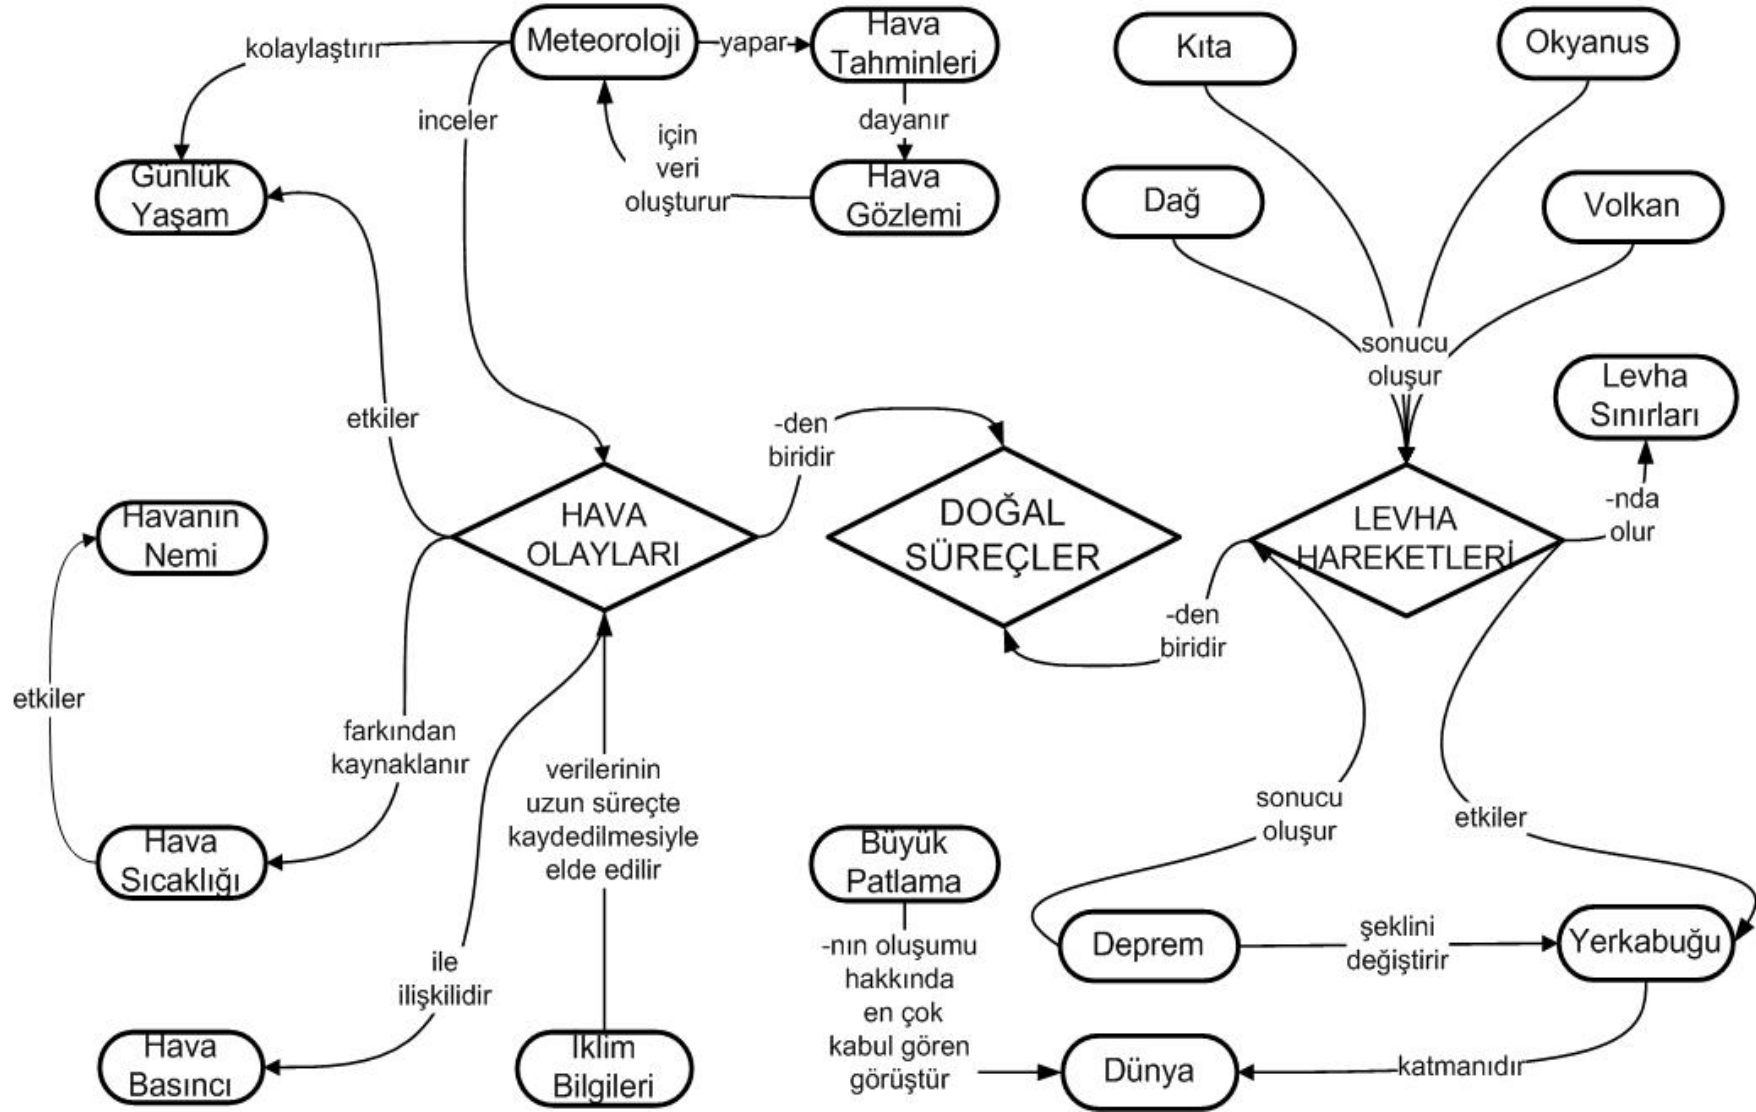 Meteoroloji
yapar
Hava
Tahminleri
kolaylaştırır
inceler
dayanır
için
veri
oluşturur
Hava
Gözlemi
Günlük
Yaşam
Kıta
Okyanus
Dağ
Volkan
sonucu
oluşur
Levha
Sınırları
etkiler
-den
biridir
HAVA
OLAYLARI
DOĞAL
SÜREÇLER
LEVHA
HAREKETLERİ
-nda
olur
Havanın
Nemi
-den
biridir
etkiler
farkından
kaynaklanır
verilerinin
uzun süreçte
kaydedilmesiyle
elde edilir
sonucu
oluşur
etkiler
Hava
Sıcaklığı
Büyük
Patlama
-nın oluşumu
hakkında
en çok
kabul gören
görüştür
Deprem
şeklini
değiştirir
Yerkabuğu
ile
ilişkilidir
Hava
Basıncı
İklim
Bilgileri
Dünya
katmanıdır